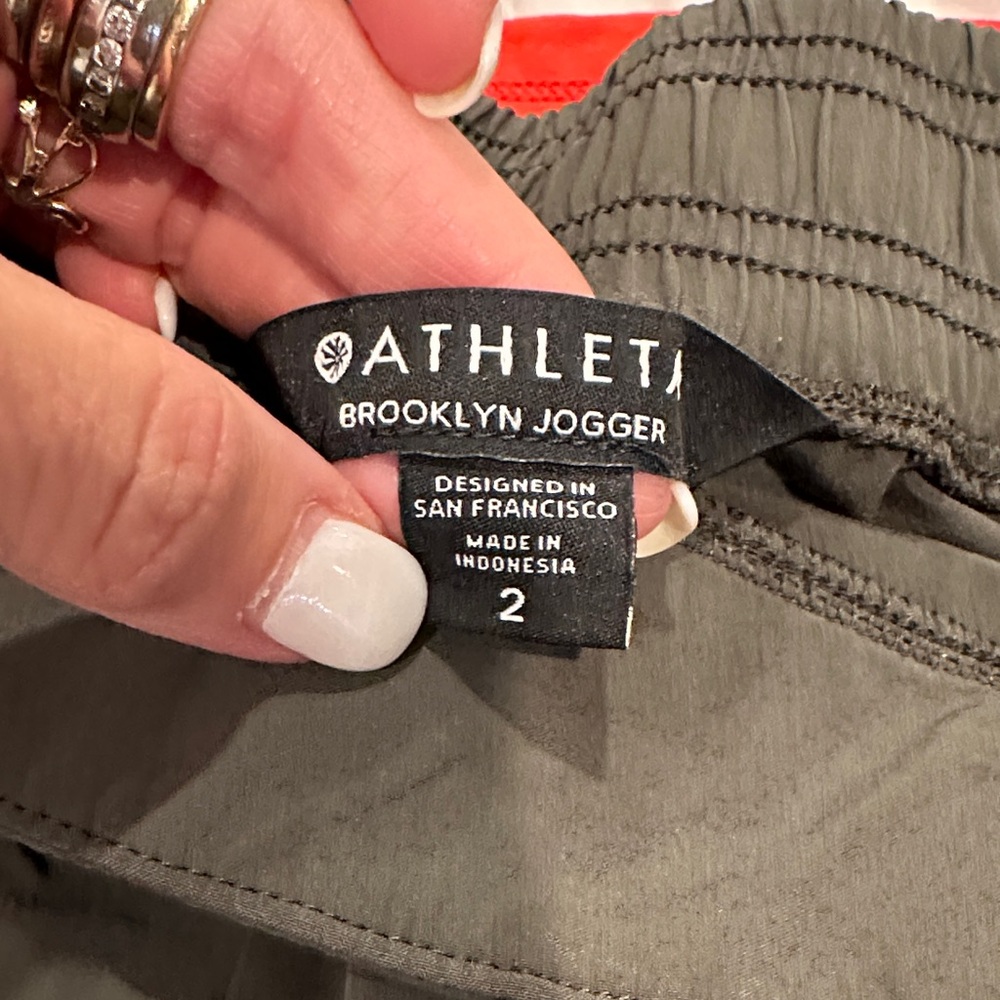 ATHLETA
BROOKLYN JOGGER
DESIGNED IN
SAN FRANCISCO
MADE IN
INDONESIA
2